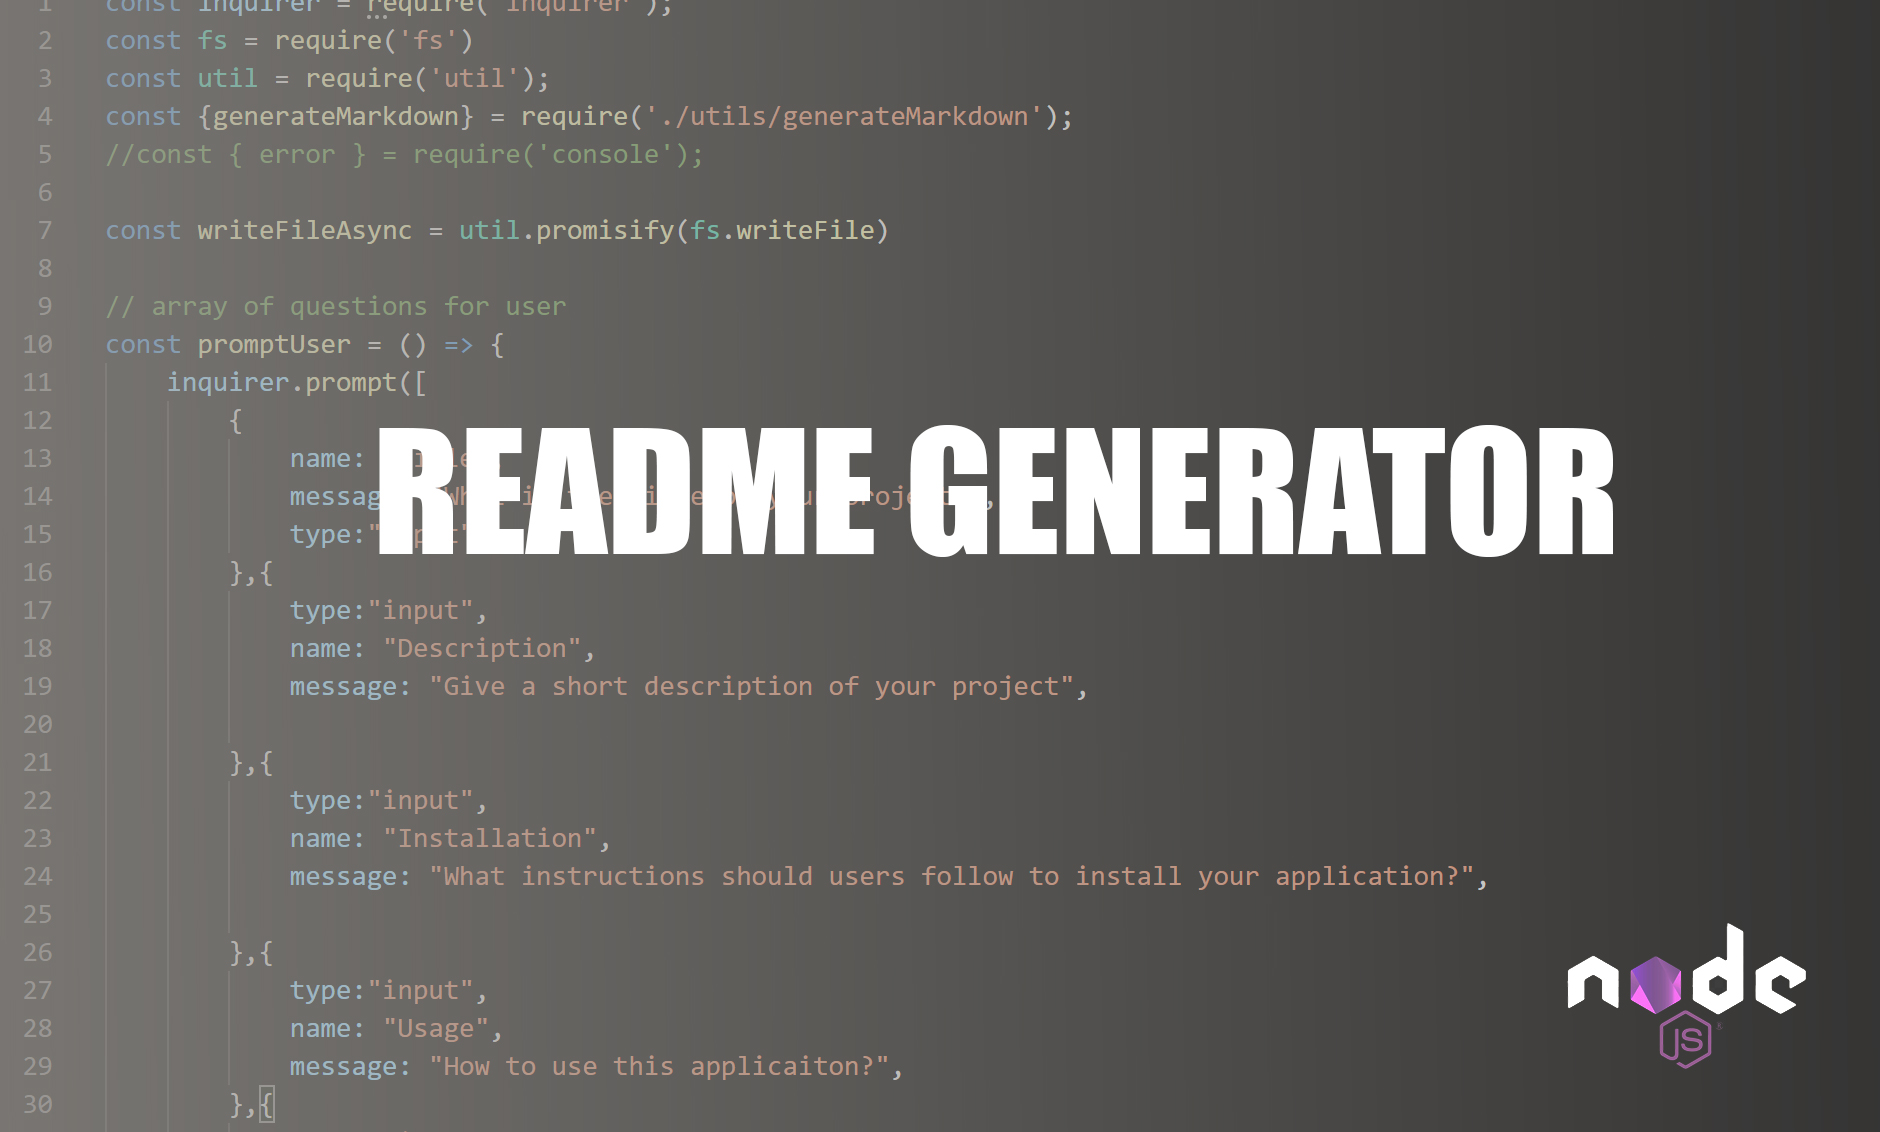 1 const inquirer = require('inquirer');
2 const fs = require('fs')
3 const util = require('util');
4 const {generateMarkdown} = require('./utils/generateMarkdown');
5 //const { error } = require('console');
6
7 const writeFileAsync = util.promisify(fs.writeFile)
8
9 // array of questions for user
10 const promptUser = () => {
11 inquirer.prompt([
12 {
13 name:
14
15 type:
README GENERATOR
16 },{
17 type:"input",
18 name: "Description",
19 message: "Give a short description of your project",
20
21 },{
22 type:"input",
23 name: "Installation",
24 message: "What instructions should users follow to install your application?",
25
26 },{
27 type:"input",
28 name: "Usage",
29 message: "How to use this applicaiton?",
30 },{
node
JS